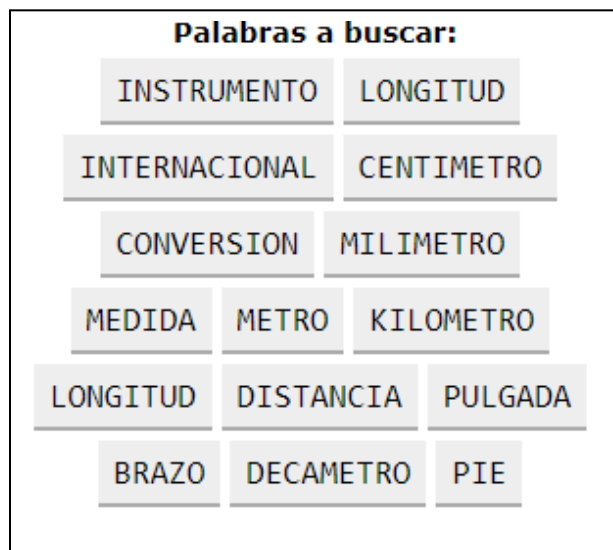 Palabras a buscar:
INSTRUMENTO LONGITUD
INTERNACIONAL CENTIMETRO
CONVERSION MILIMETRO
MEDIDA METRO KILOMETRO
LONGITUD DISTANCIA PULGADA
BRAZO DECAMETRO PIE